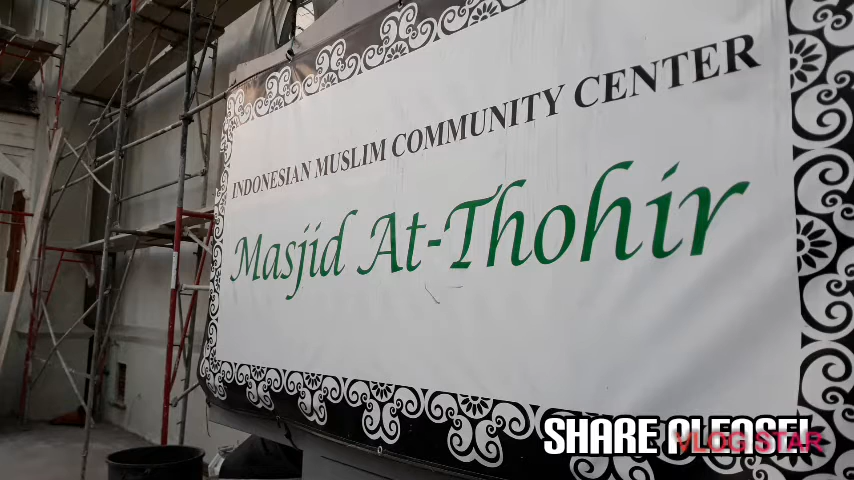 INDONESIAN MUSLIM COMMUNITY CENTER
Masjid At-Thohir
SHARE PLEASE!
VLOG STAR